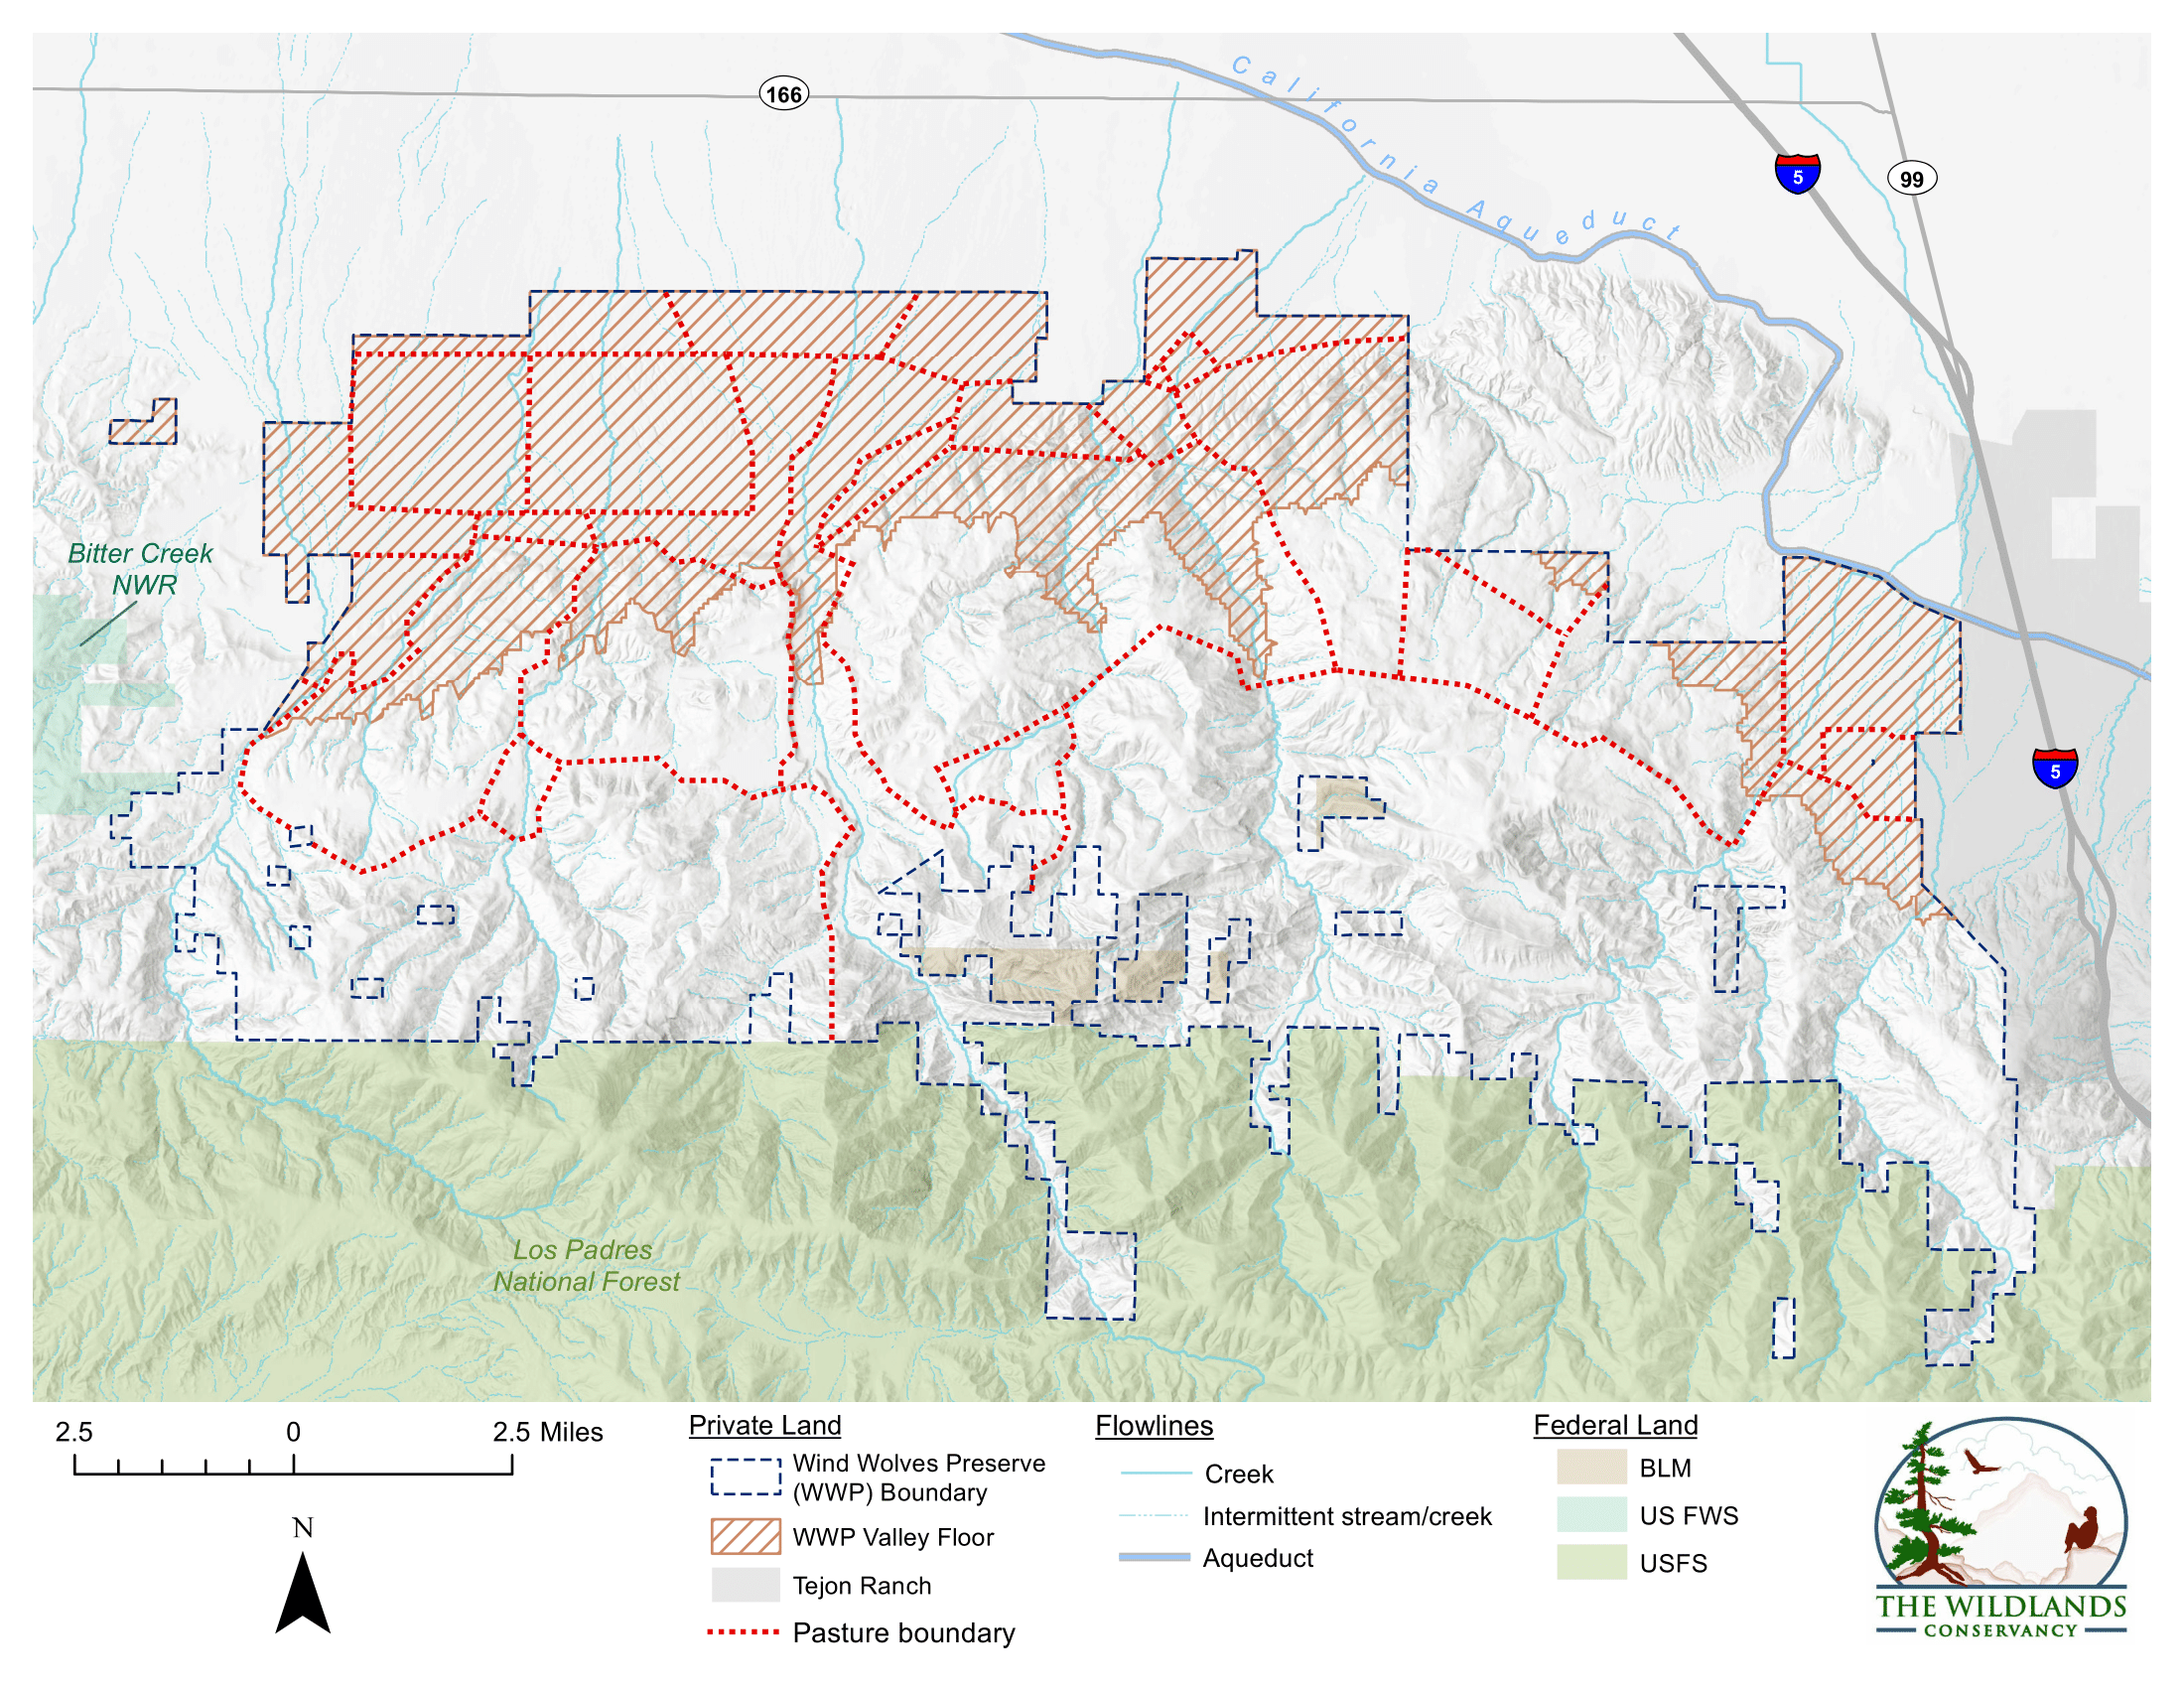 California Aqueduct
166
5
99
Bitter Creek
NWR
5
Los Padres
National Forest
2.5 0 2.5 Miles
N
Private Land
Wind Wolves Preserve
(WWP) Boundary
WWP Valley Floor
Tejon Ranch
Pasture boundary
Flowlines
Creek
Intermittent stream/creek
Aqueduct
Federal Land
BLM
US FWS
USFS
THE WILDLANDS
CONSERVANCY